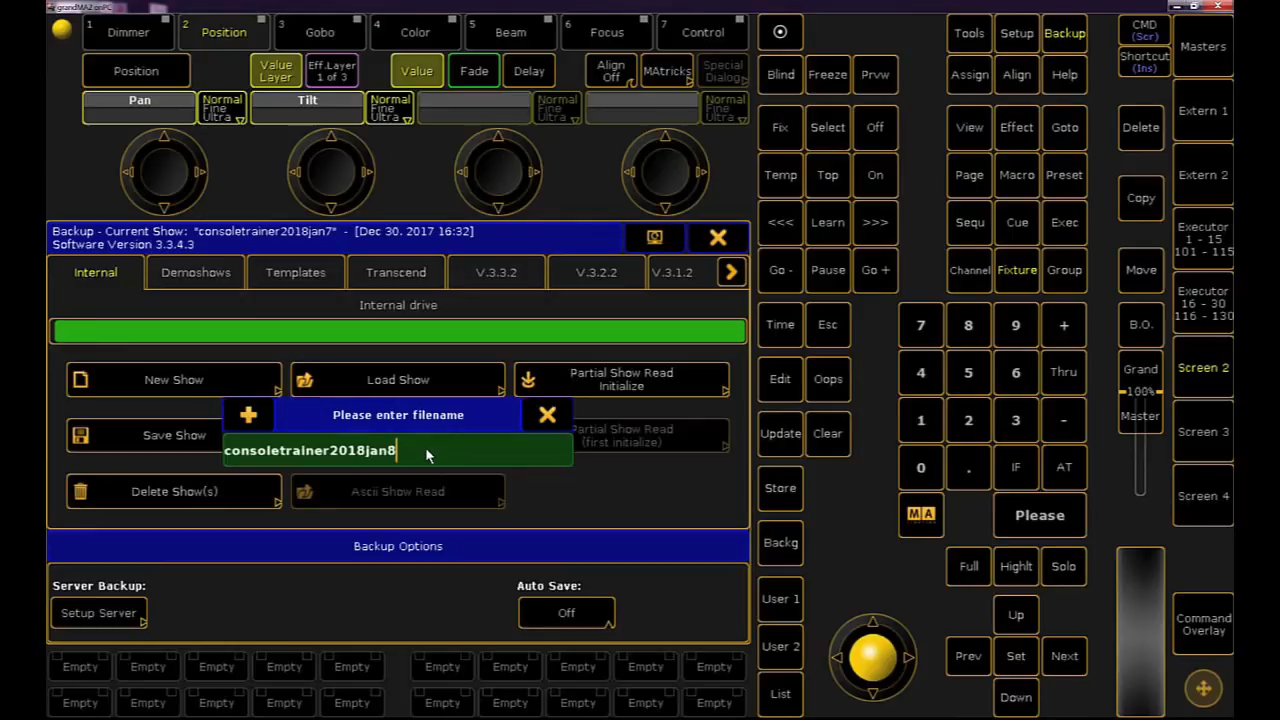 grandMA2 onPC
1 Dimmer
2 Position
3 Gobo
4 Color
5 Beam
6 Focus
7 Control
Position
Value Layer
Eff.Layer 1 of 3
Value
Fade
Delay
Align Off
MAtricks
Special Dialog
Pan
Normal Fine Ultra
Tilt
Normal Fine Ultra
Normal Fine Ultra
Normal Fine Ultra
Backup - Current Show: "consoletrainer2018jan7" - [Dec 30. 2017 16:32]
Software Version 3.3.4.3
Internal
Demoshows
Templates
Transcend
V.3.3.2
V.3.2.2
V.3.1.2
Internal drive
New Show
Load Show
Partial Show Read
Initialize
Please enter filename
Save Show
Partial Show Read
(first initialize)
consoletrainer2018jan8
Delete Show(s)
Ascii Show Read
Backup Options
Server Backup:
Auto Save:
Setup Server
Off
Empty Empty Empty Empty Empty Empty Empty Empty Empty Empty
Empty Empty Empty Empty Empty Empty Empty Empty Empty Empty
Tools Setup Backup
Blind Freeze Prvw
Assign Align Help
Fix Select Off
View Effect Goto
Temp Top On
Page Macro Preset
<<< Learn >>>
Sequ Cue Exec
Go - Pause Go +
Channel Fixture Group
Time Esc
7 8 9 +
Edit Oops
4 5 6 Thru
Update Clear
1 2 3 -
Store
0 . IF AT
MA
Please
Backg
Full Highlt Solo
User 1
Up
User 2
Prev Set Next
List
Down
CMD
(Scr)
Shortcut
(Ins)
Delete
Copy
Move
B.O.
Grand
100%
Master
Masters
Extern 1
Extern 2
Executor
1 - 15
101 - 115
Executor
16 - 30
116 - 130
Screen 2
Screen 3
Screen 4
Command
Overlay